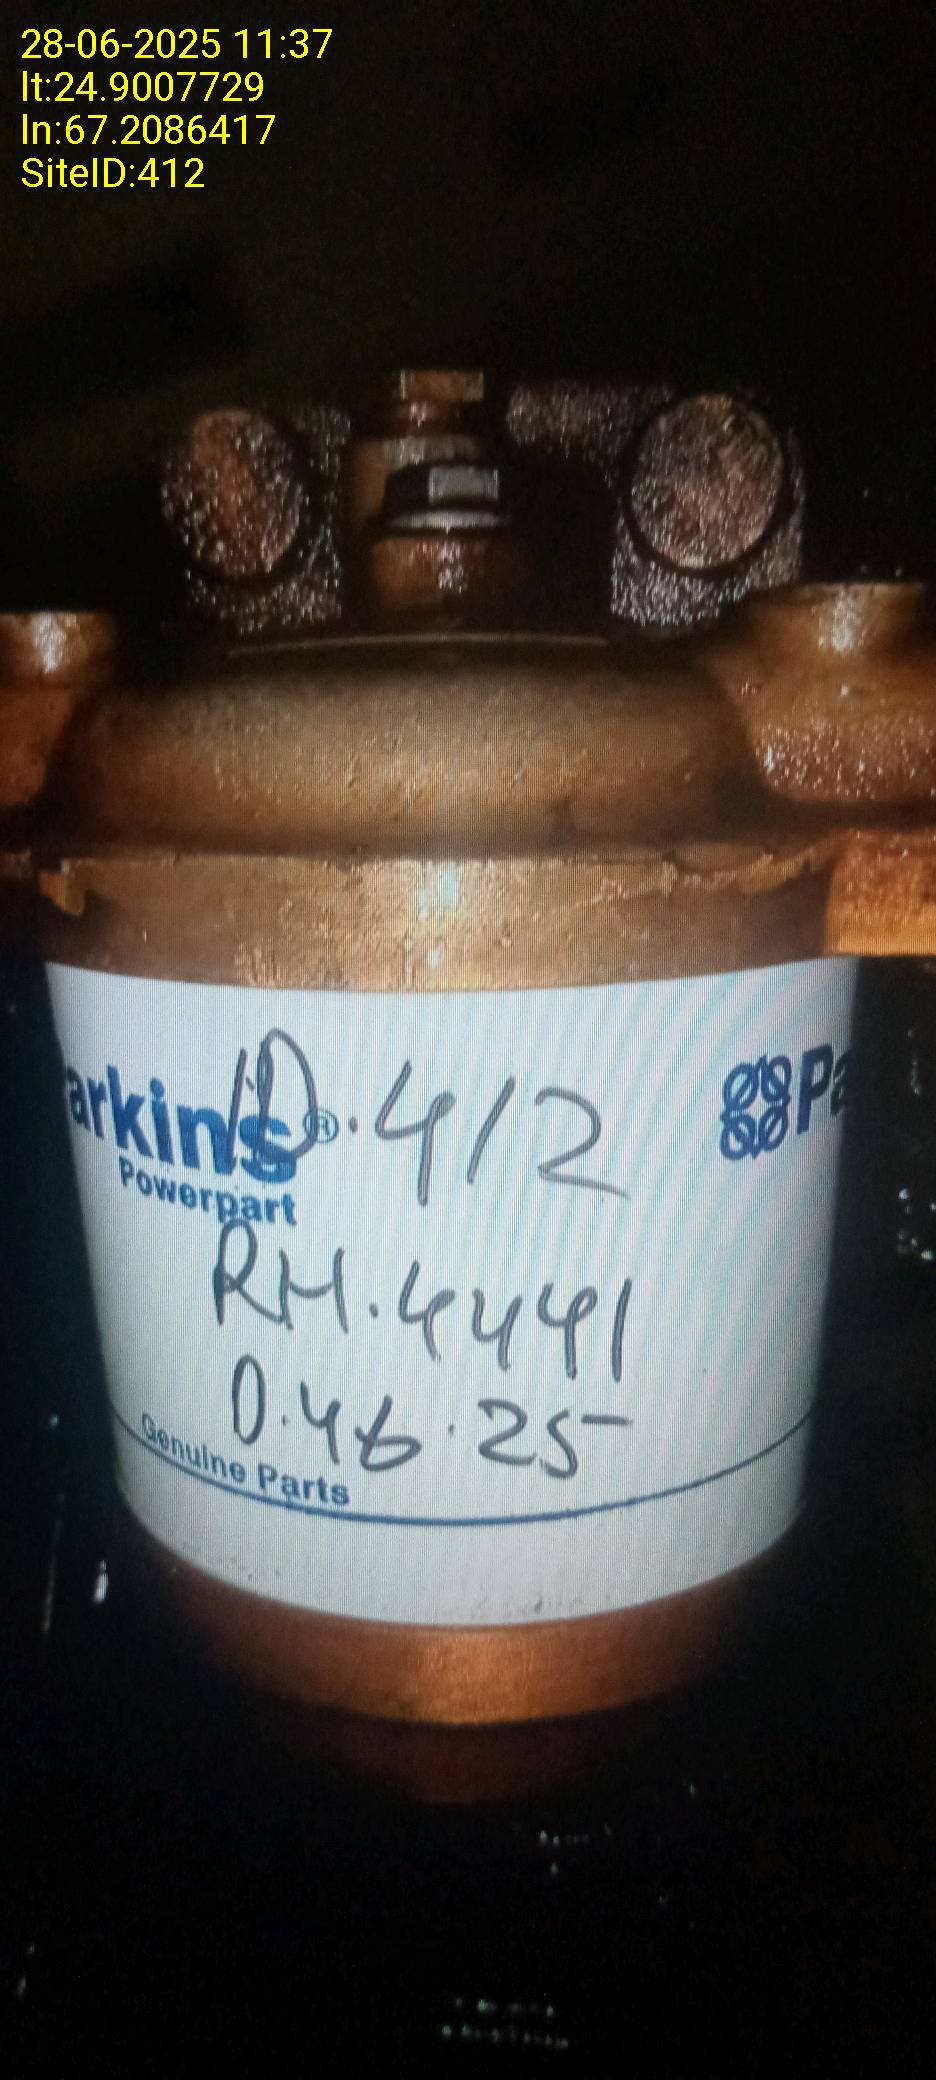 28-06-2025 11:37
lt:24.9007729
ln:67.2086417
SiteID:412
arkins®
Powerpart
Pa
ID.412
RH.4441
D.46.25
Genuine Parts